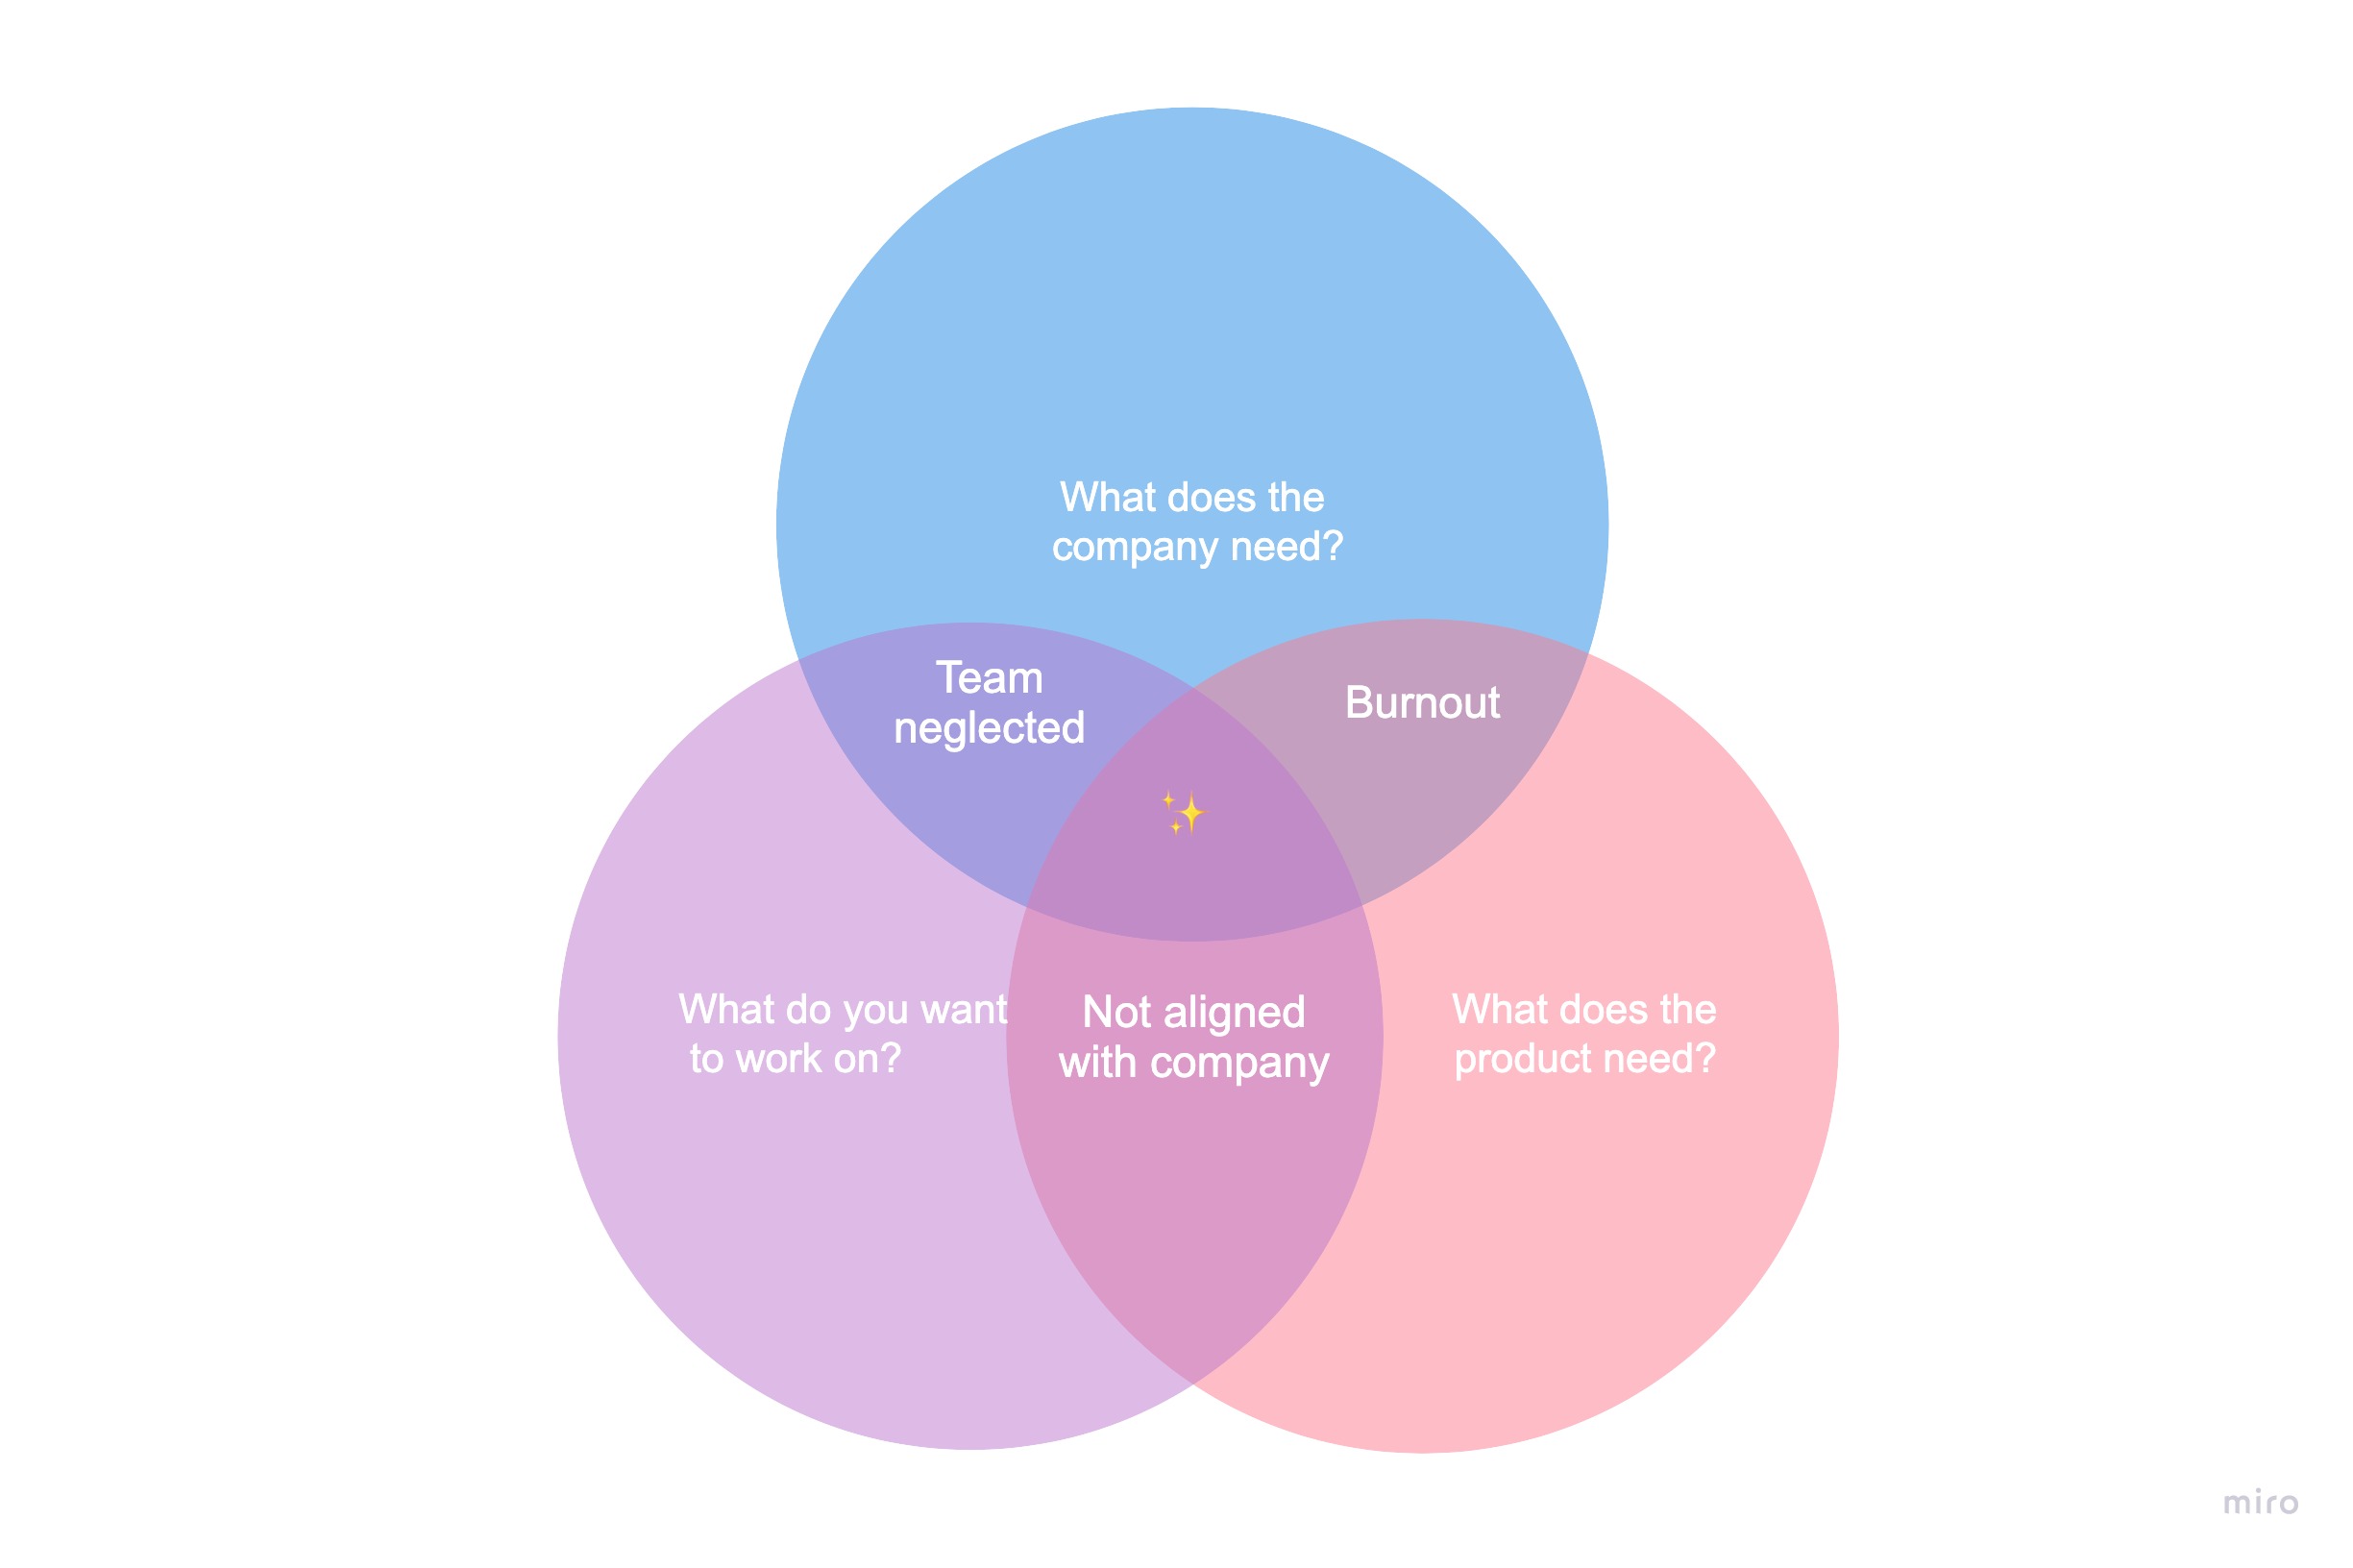 What does the
company need?
Team
neglected
Burnout
What do you want
to work on?
Not aligned
with company
What does the
product need?
miro